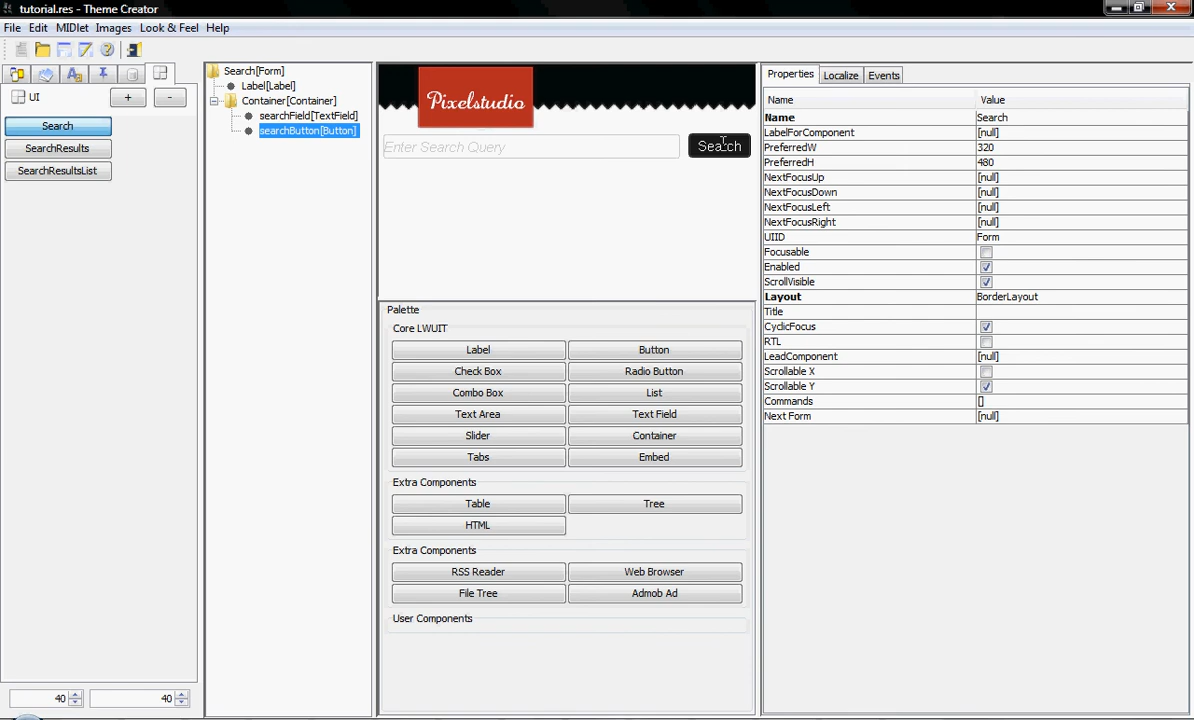 tutorial.res - Theme Creator
File Edit MIDlet Images Look & Feel Help
UI
+
-
Search
SearchResults
SearchResultsList
40
40
Search[Form]
Label[Label]
Container[Container]
searchField[TextField]
searchButton[Button]
Pixelstudio
Enter Search Query
Search
Palette
Core LWUIT
Label Button
Check Box Radio Button
Combo Box List
Text Area Text Field
Slider Container
Tabs Embed
Extra Components
Table Tree
HTML
Extra Components
RSS Reader Web Browser
File Tree Admob Ad
User Components
Properties Localize Events
Name Value
Name Search
LabelForComponent [null]
PreferredW 320
PreferredH 480
NextFocusUp [null]
NextFocusDown [null]
NextFocusLeft [null]
NextFocusRight [null]
UIID Form
Focusable
Enabled
ScrollVisible
Layout BorderLayout
Title
CyclicFocus
RTL
LeadComponent [null]
Scrollable X
Scrollable Y
Commands []
Next Form [null]